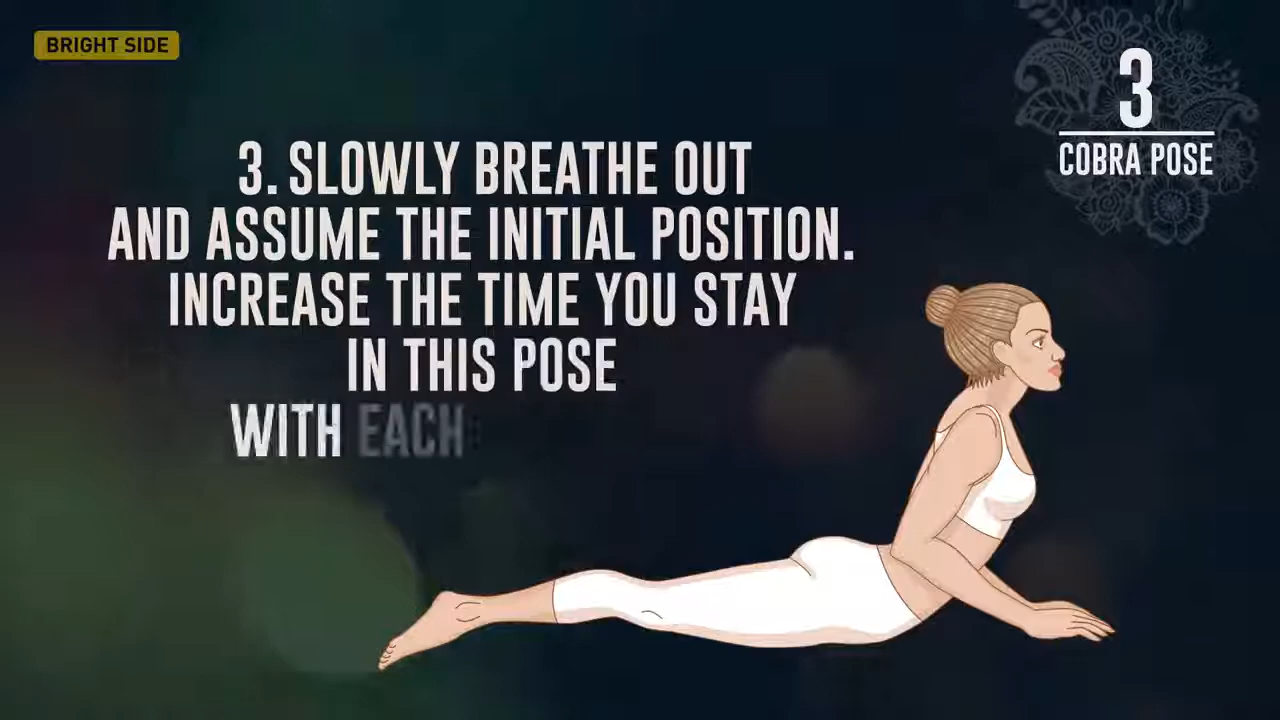 BRIGHT SIDE
3
COBRA POSE
3. SLOWLY BREATHE OUT
AND ASSUME THE INITIAL POSITION.
INCREASE THE TIME YOU STAY
IN THIS POSE
WITH EACH